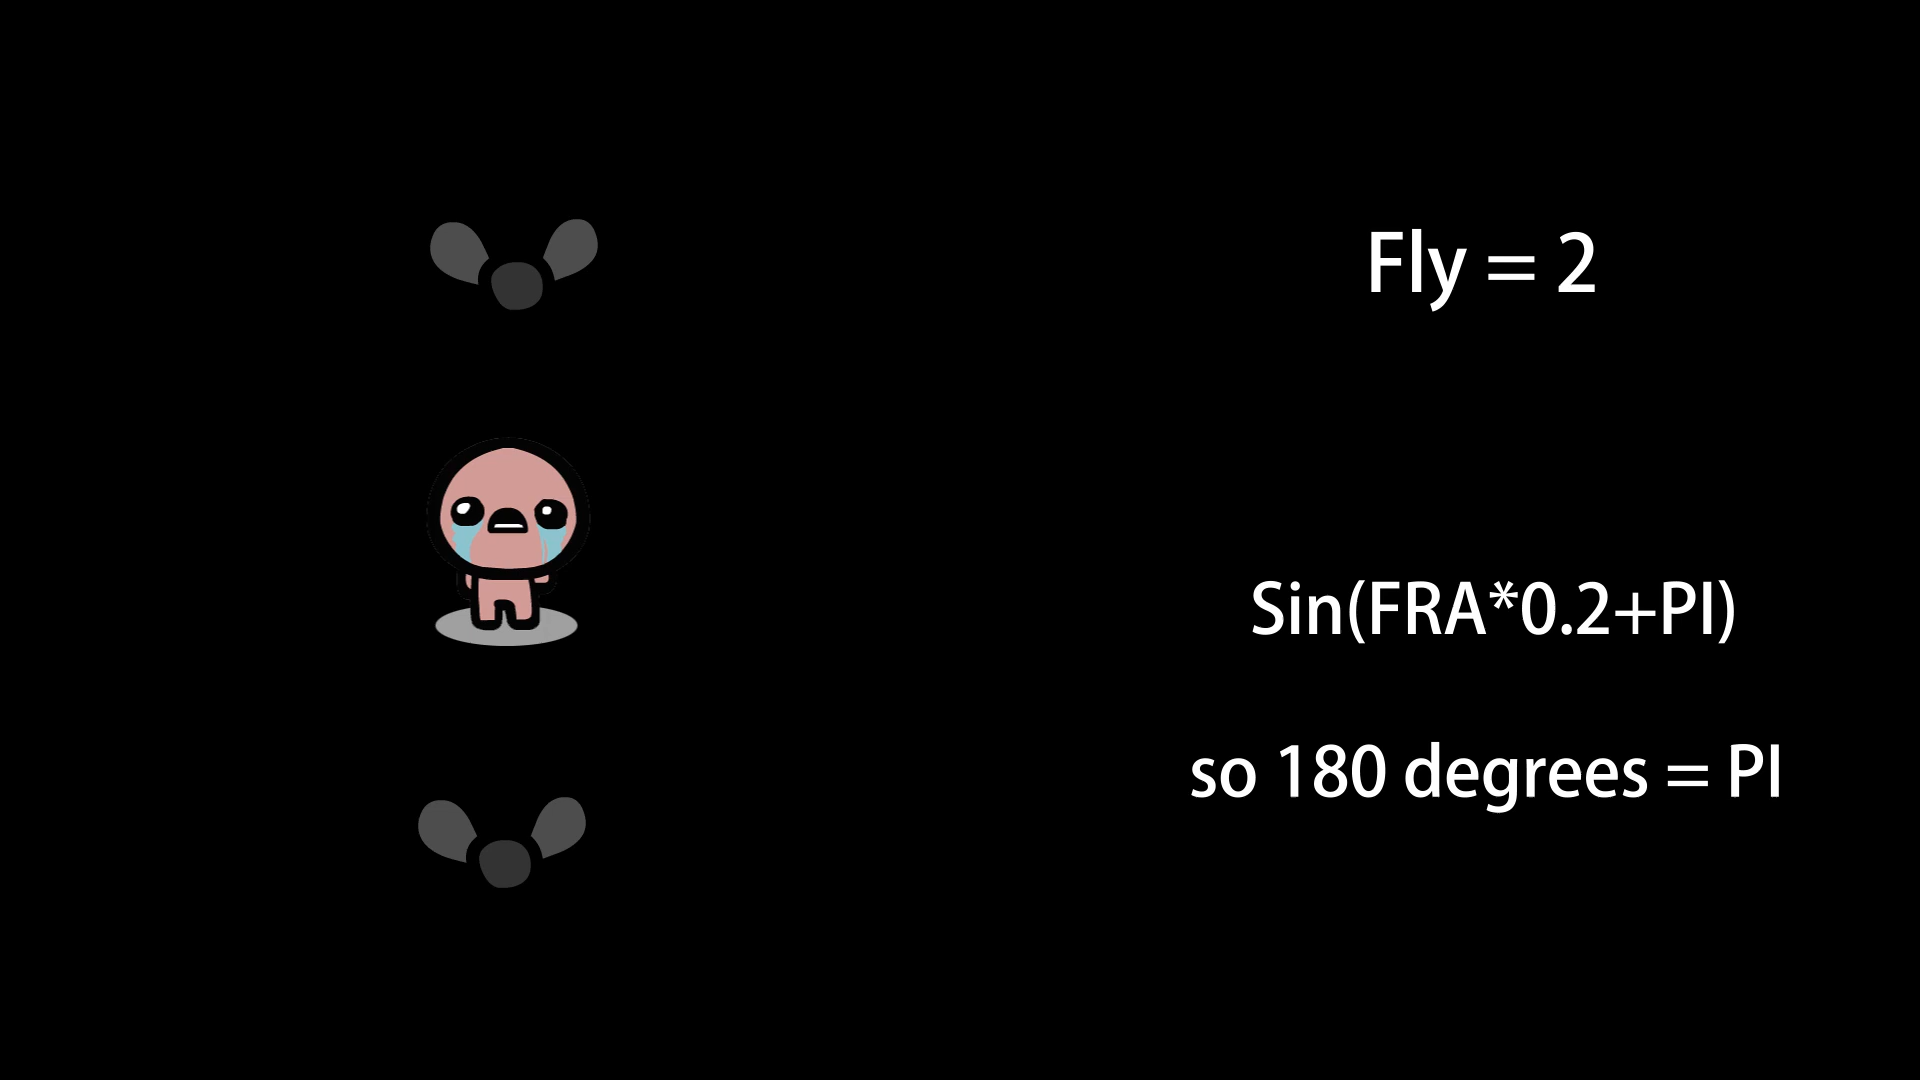 Fly = 2
Sin(FRA*0.2+PI)
so 180 degrees = PI